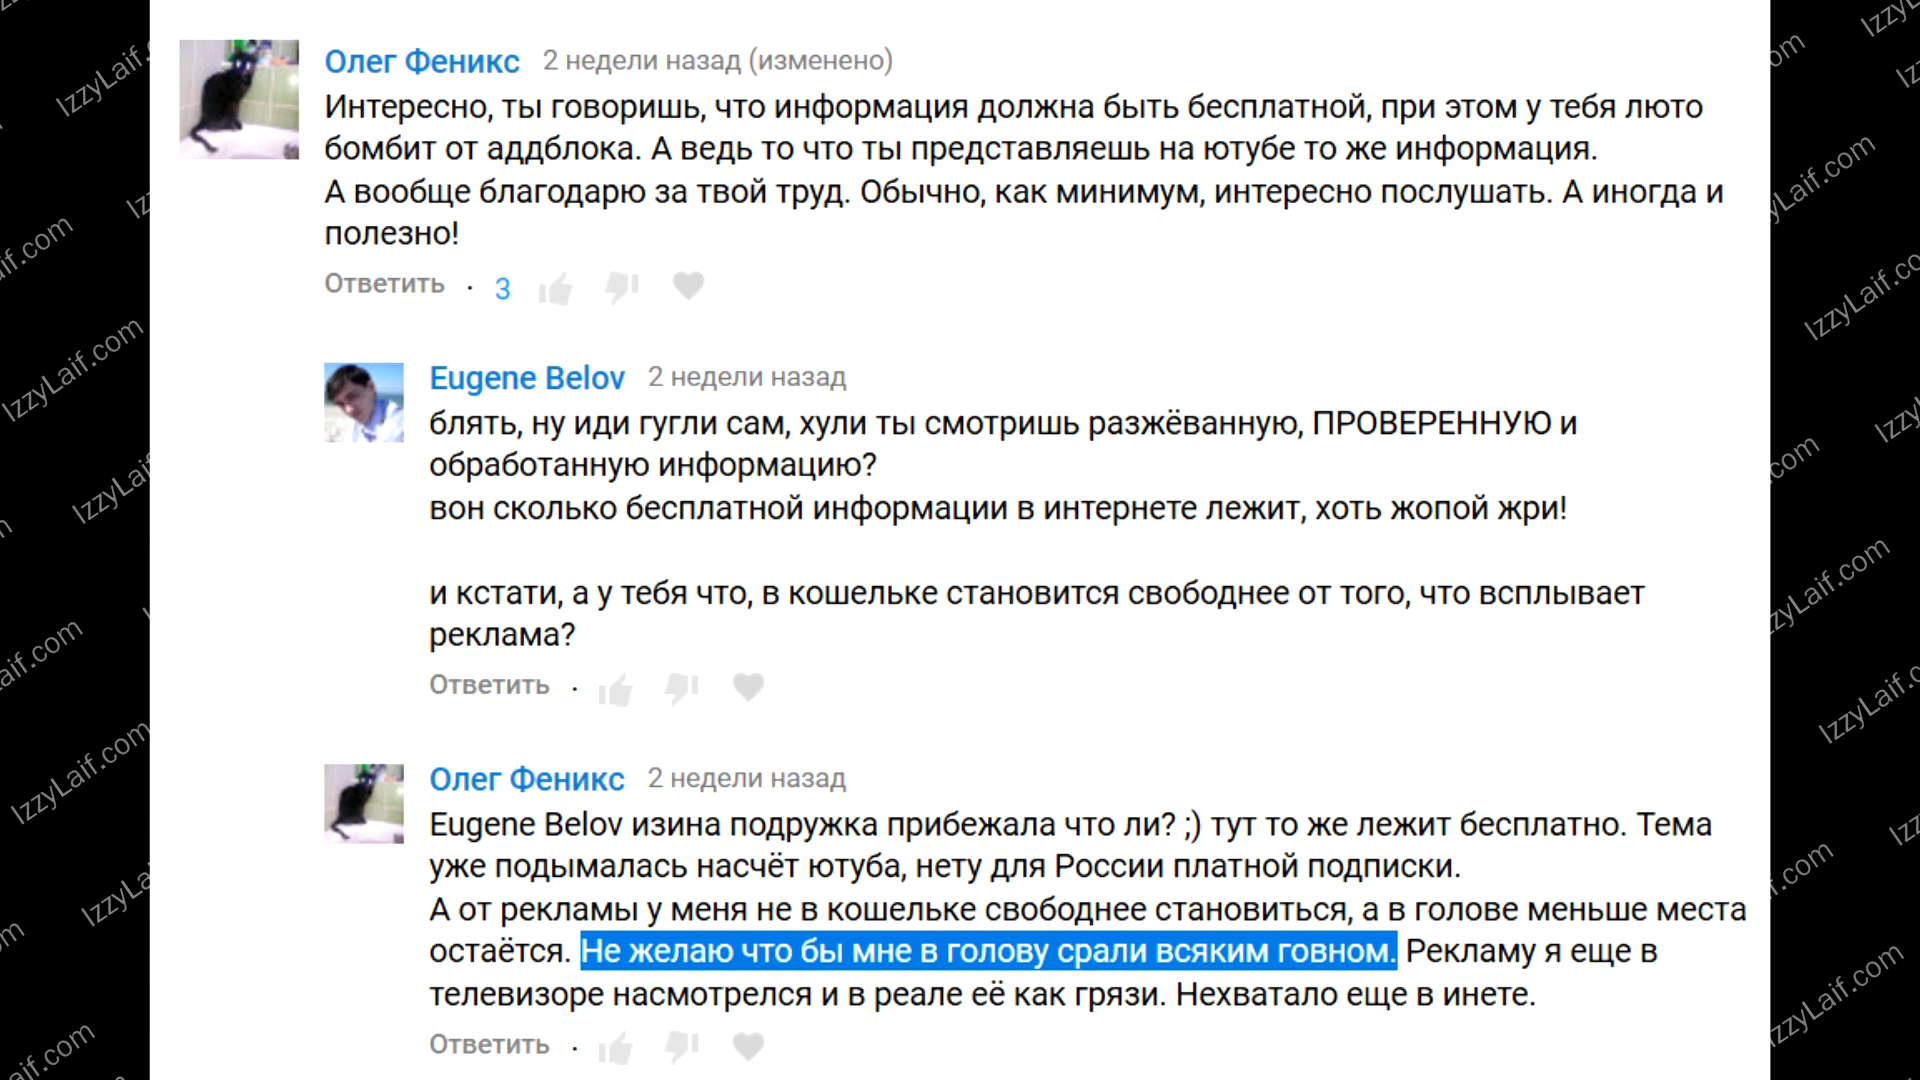 Олег Феникс 2 недели назад (изменено)
Интересно, ты говоришь, что информация должна быть бесплатной, при этом у тебя люто
бомбит от аддблока. А ведь то что ты представляешь на ютубе то же информация.
А вообще благодарю за твой труд. Обычно, как минимум, интересно послушать. А иногда и
полезно!
Ответить · 3
Eugene Belov 2 недели назад
блять, ну иди гугли сам, хули ты смотришь разжёванную, ПРОВЕРЕННУЮ и
обработанную информацию?
вон сколько бесплатной информации в интернете лежит, хоть жопой жри!
и кстати, а у тебя что, в кошельке становится свободнее от того, что всплывает
реклама?
Ответить ·
Олег Феникс 2 недели назад
Eugene Belov изина подружка прибежала что ли? ;) тут то же лежит бесплатно. Тема
уже подымалась насчёт ютуба, нету для России платной подписки.
А от рекламы у меня не в кошельке свободнее становиться, а в голове меньше места
остаётся. Не желаю что бы мне в голову срали всяким говном. Рекламу я еще в
телевизоре насмотрелся и в реале её как грязи. Нехватало еще в инете.
Ответить ·
IzzyLaif.com